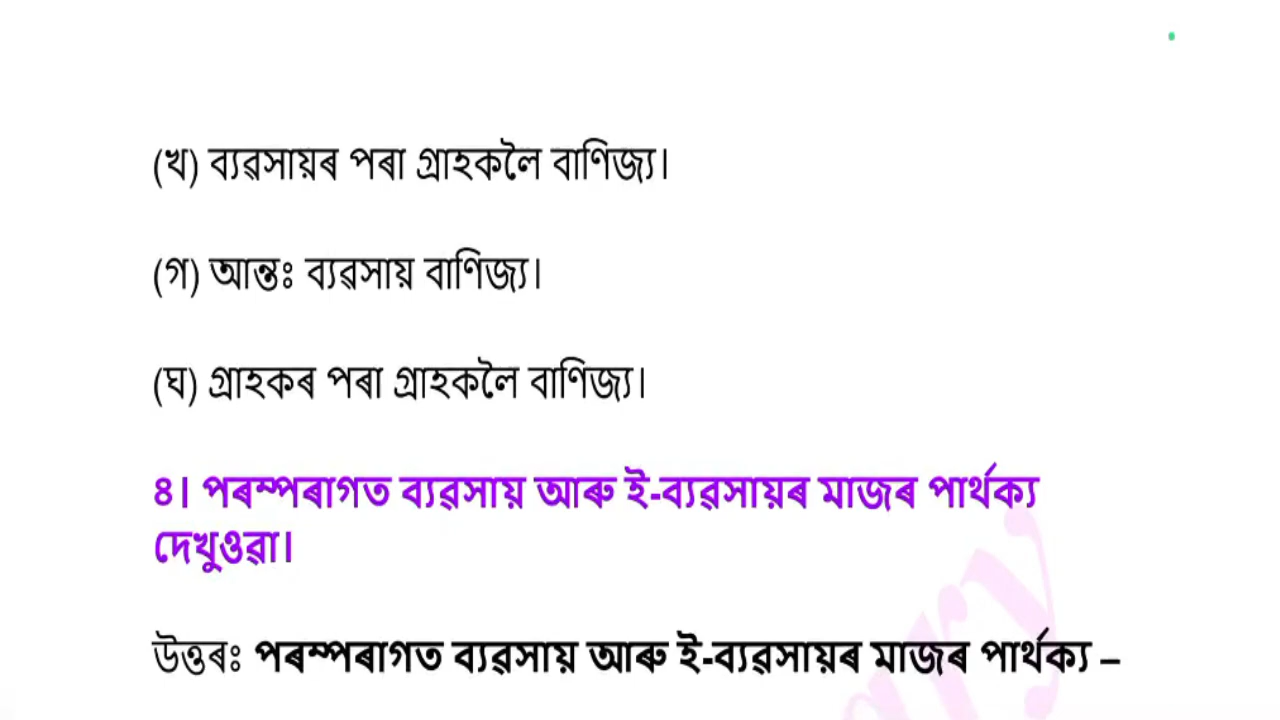 (খ) ব্যৱসায়ৰ পৰা গ্ৰাহকলৈ বাণিজ্য।
(গ) আন্তঃ ব্যৱসায় বাণিজ্য।
(ঘ) গ্ৰাহকৰ পৰা গ্ৰাহকলৈ বাণিজ্য।
৪। পৰম্পৰাগত ব্যৱসায় আৰু ই-ব্যৱসায়ৰ মাজৰ পাৰ্থক্য
দেখুওৱা।
উত্তৰঃ পৰম্পৰাগত ব্যৱসায় আৰু ই-ব্যৱসায়ৰ মাজৰ পাৰ্থক্য –